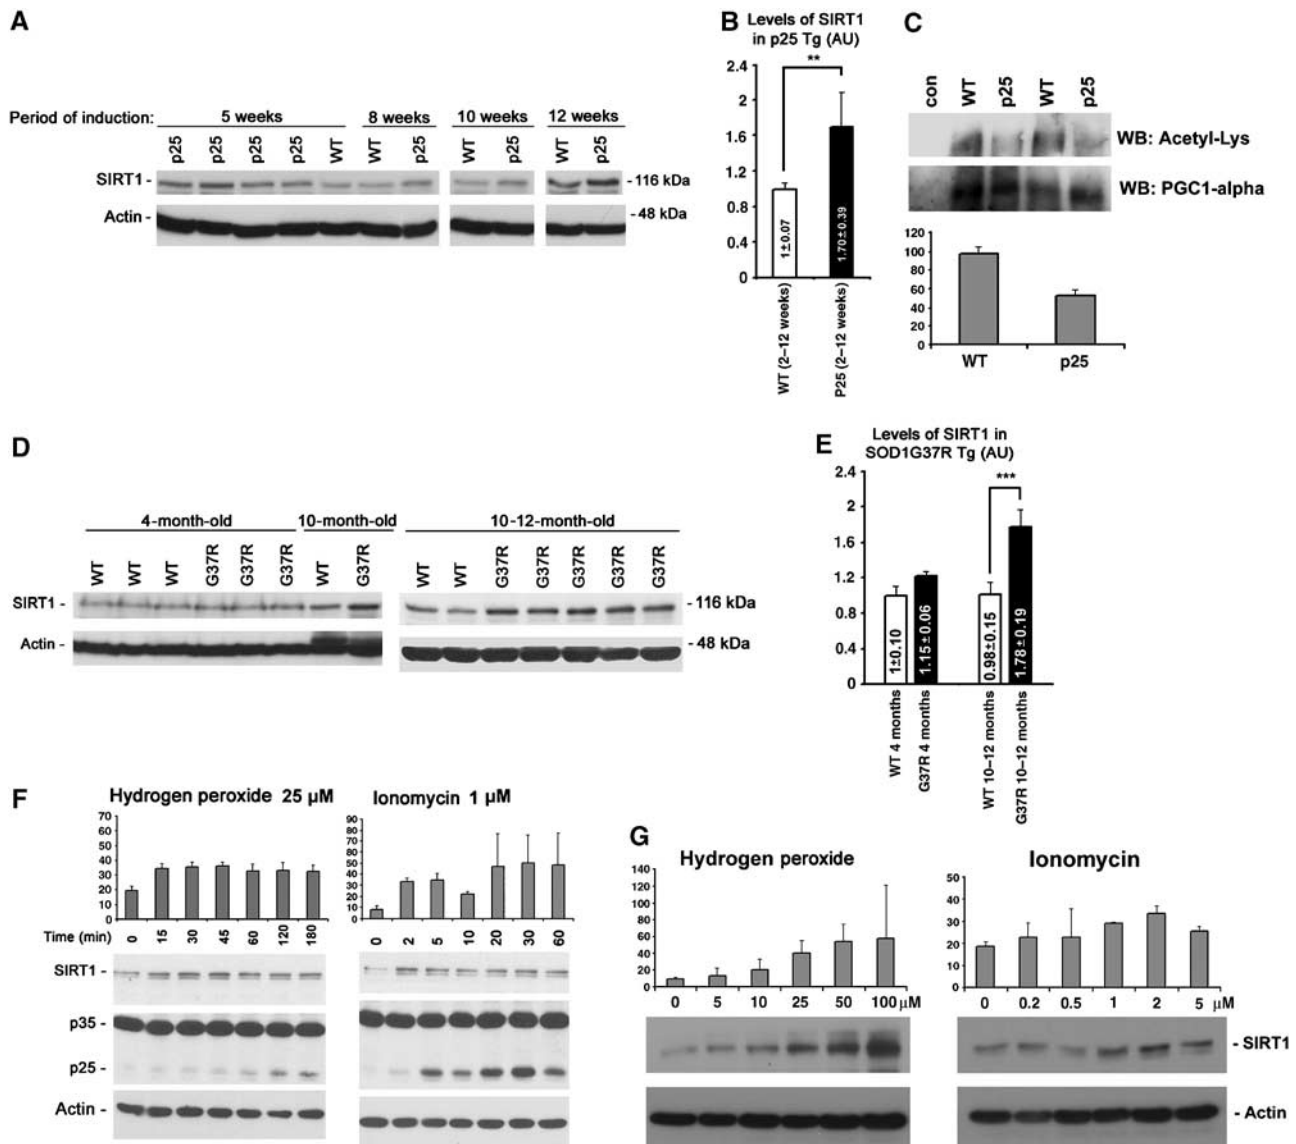 A
Period of induction: 5 weeks 8 weeks 10 weeks 12 weeks
p25 p25 p25 p25 WT WT p25 WT p25 WT p25
SIRT1 - - 116 kDa
Actin - - 48 kDa
B
Levels of SIRT1
in p25 Tg (AU)
**
2.4
2
1.6
1.2
0.8
0.4
0
1±0.07
1.70±0.39
WT (2–12 weeks)
P25 (2–12 weeks)
C
con WT p25 WT p25
WB: Acetyl-Lys
WB: PGC1-alpha
120
100
80
60
40
20
0
WT p25
D
4-month-old 10-month-old 10-12-month-old
WT WT WT G37R G37R G37R WT G37R WT WT G37R G37R G37R G37R G37R
SIRT1 - - 116 kDa
Actin - - 48 kDa
E
Levels of SIRT1 in
SOD1G37R Tg (AU)
***
2.4
2
1.6
1.2
0.8
0.4
0
1±0.10
1.15±0.06
0.98±0.15
1.78±0.19
WT 4 months
G37R 4 months
WT 10–12 months
G37R 10–12 months
F
Hydrogen peroxide 25 µM
70
60
50
40
30
20
10
0
Time (min) 0 15 30 45 60 120 180
Ionomycin 1 µM
90
80
70
60
50
40
30
20
10
0
0 2 5 10 20 30 60
SIRT1 -
p35 -
p25 -
Actin -
G
Hydrogen peroxide
140
120
100
80
60
40
20
0
0 5 10 25 50 100 µM
Ionomycin
50
40
30
20
10
0
0 0.2 0.5 1 2 5 µM
- SIRT1
- Actin